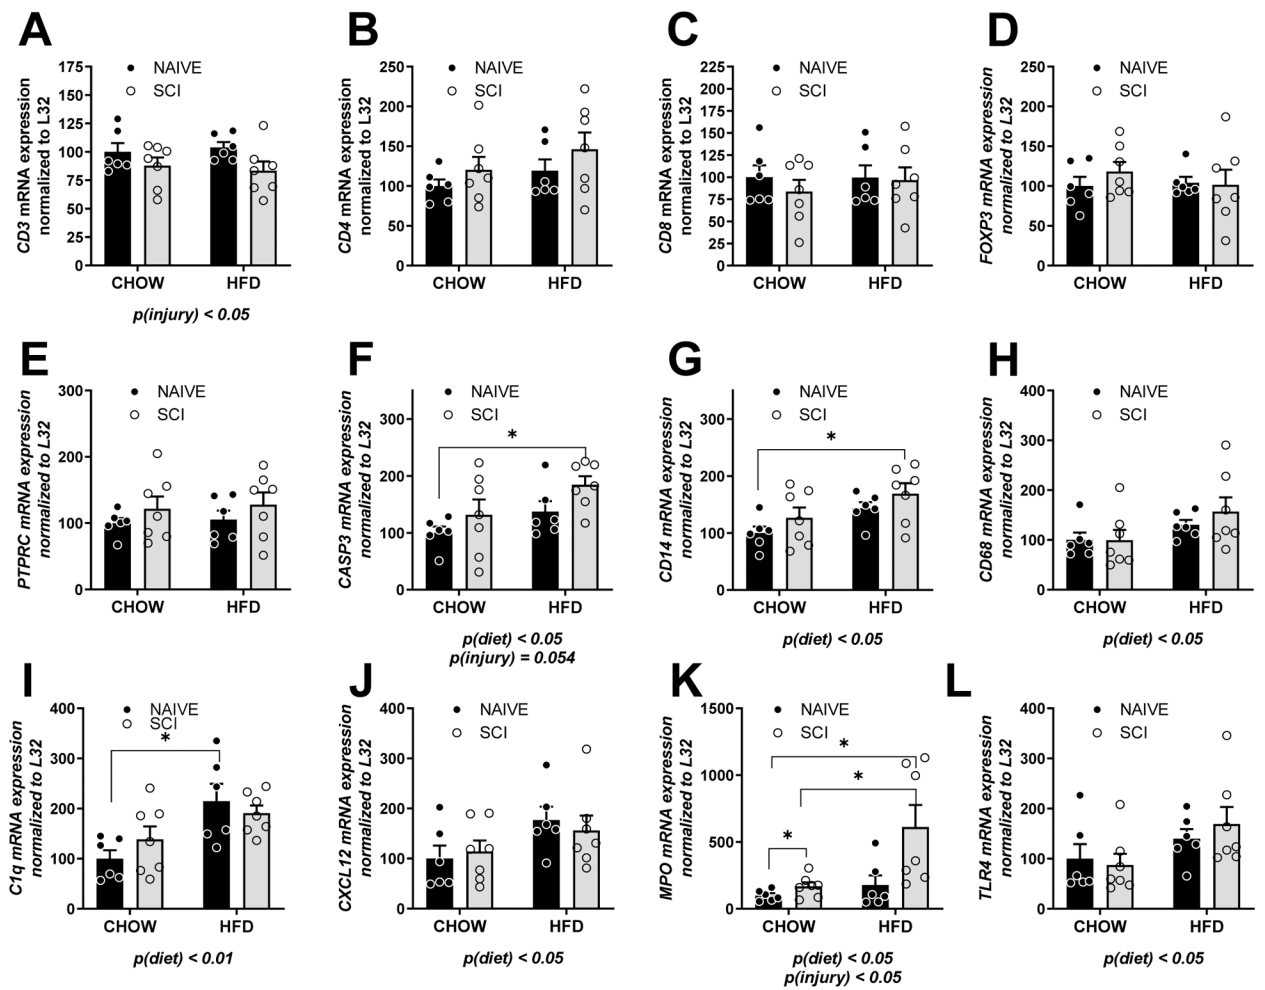 A
CD3 mRNA expression
normalized to L32
175
150
125
100
75
50
25
0
NAIVE
SCI
CHOW
HFD
p(injury) < 0.05
B
CD4 mRNA expression
normalized to L32
250
200
150
100
50
0
NAIVE
SCI
CHOW
HFD
C
CD8 mRNA expression
normalized to L32
225
200
175
150
125
100
75
50
25
0
NAIVE
SCI
CHOW
HFD
D
FOXP3 mRNA expression
normalized to L32
250
200
150
100
50
0
NAIVE
SCI
CHOW
HFD
E
PTPRC mRNA expression
normalized to L32
300
200
100
0
NAIVE
SCI
CHOW
HFD
F
CASP3 mRNA expression
normalized to L32
300
200
100
0
NAIVE
SCI
*
CHOW
HFD
p(diet) < 0.05
p(injury) = 0.054
G
CD14 mRNA expression
normalized to L32
300
200
100
0
NAIVE
SCI
*
CHOW
HFD
p(diet) < 0.05
H
CD68 mRNA expression
normalized to L32
400
300
200
100
0
NAIVE
SCI
CHOW
HFD
p(diet) < 0.05
I
C1q mRNA expression
normalized to L32
400
300
200
100
0
NAIVE
SCI
*
CHOW
HFD
p(diet) < 0.01
J
CXCL12 mRNA expression
normalized to L32
400
300
200
100
0
NAIVE
SCI
CHOW
HFD
p(diet) < 0.05
K
MPO mRNA expression
normalized to L32
1500
1000
500
0
NAIVE
SCI
*
*
*
CHOW
HFD
p(diet) < 0.05
p(injury) < 0.05
L
TLR4 mRNA expression
normalized to L32
400
300
200
100
0
NAIVE
SCI
CHOW
HFD
p(diet) < 0.05